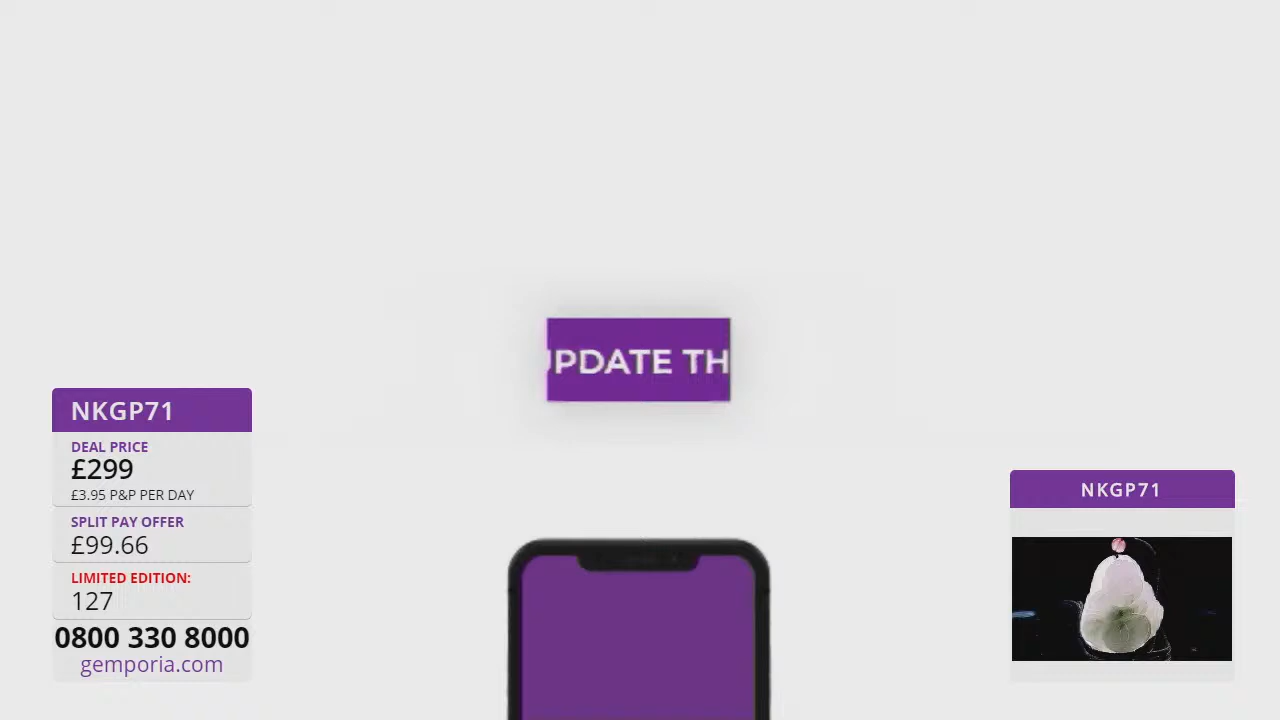 UPDATE TH
NKGP71
DEAL PRICE
£299
£3.95 P&P PER DAY
SPLIT PAY OFFER
£99.66
LIMITED EDITION:
127
0800 330 8000
gemporia.com
NKGP71